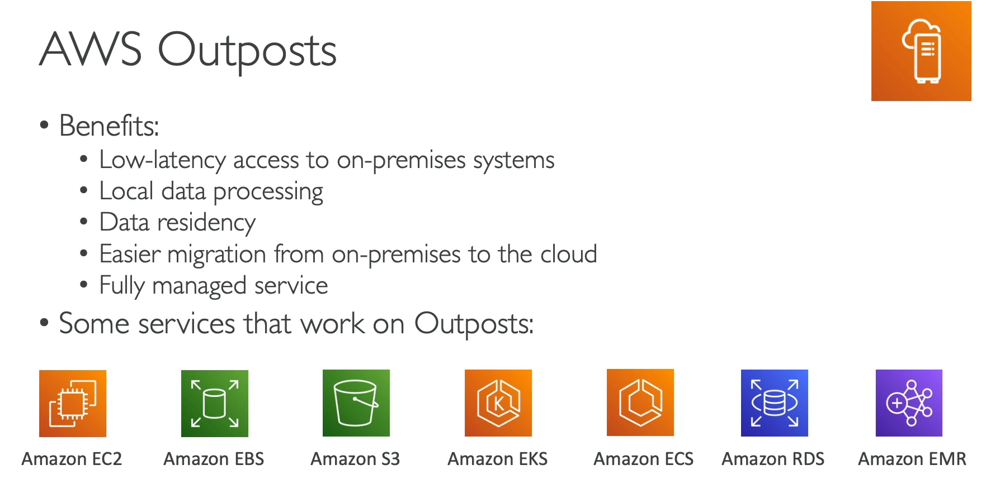 AWS Outposts
• Benefits:
• Low-latency access to on-premises systems
• Local data processing
• Data residency
• Easier migration from on-premises to the cloud
• Fully managed service
• Some services that work on Outposts:
K
Amazon EC2 Amazon EBS Amazon S3 Amazon EKS Amazon ECS Amazon RDS Amazon EMR